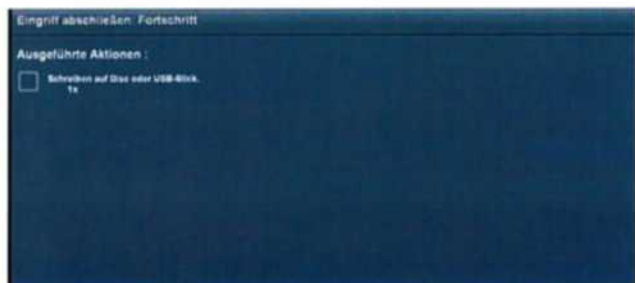 Eingriff abschließen: Fortschritt
Ausgeführte Aktionen :
Schreiben auf Disc oder USB-Stick.
1x